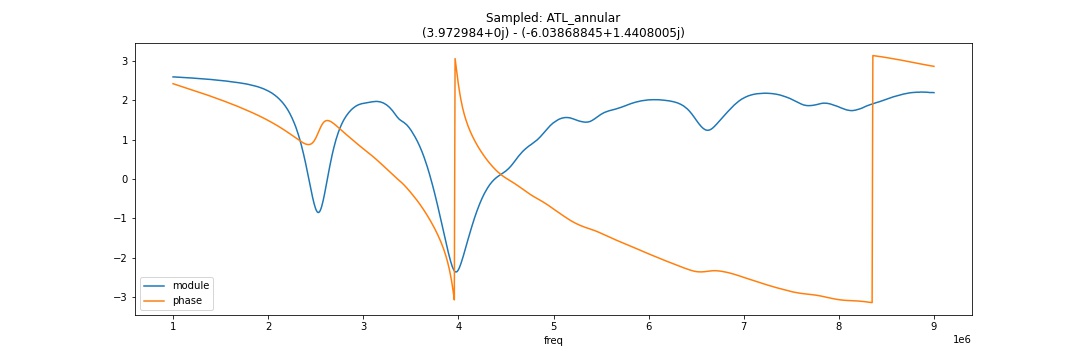 Sampled: ATL_annular
(3.972984+0j) - (-6.03868845+1.4408005j)
3
2
1
0
−1
−2
−3
module
phase
1 2 3 4 5 6 7 8 9
1e6
freq